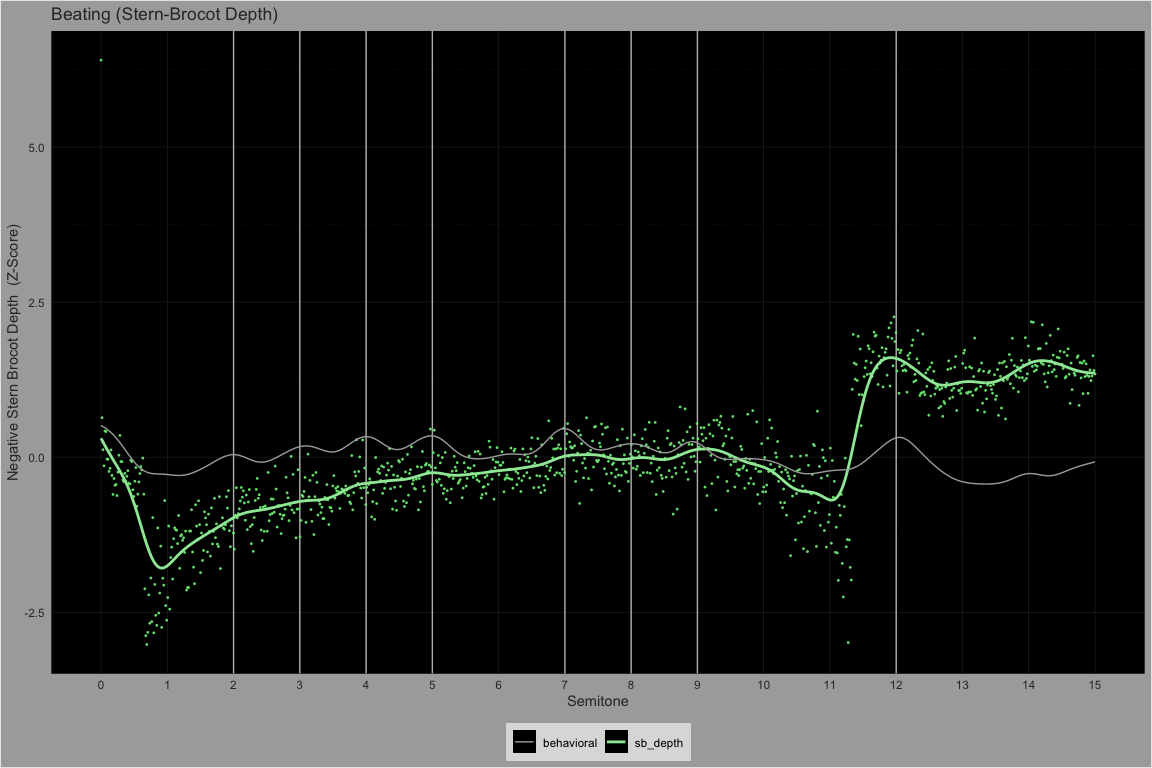 Beating (Stern-Brocot Depth)
Negative Stern Brocot Depth (Z-Score)
5.0
2.5
0.0
-2.5
0 1 2 3 4 5 6 7 8 9 10 11 12 13 14 15
Semitone
behavioral sb_depth